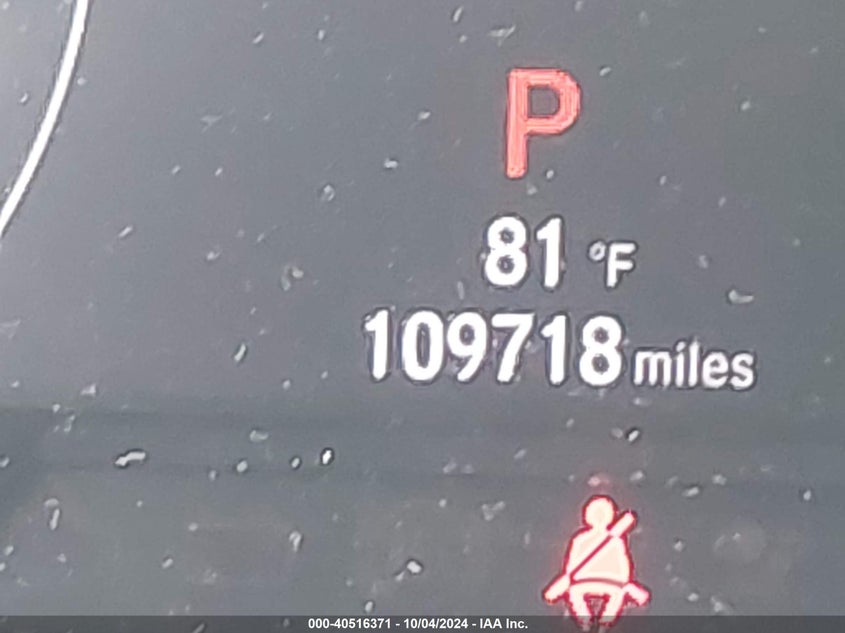 P
81 °F
109718 miles
000-40516371 - 10/04/2024 - IAA Inc.